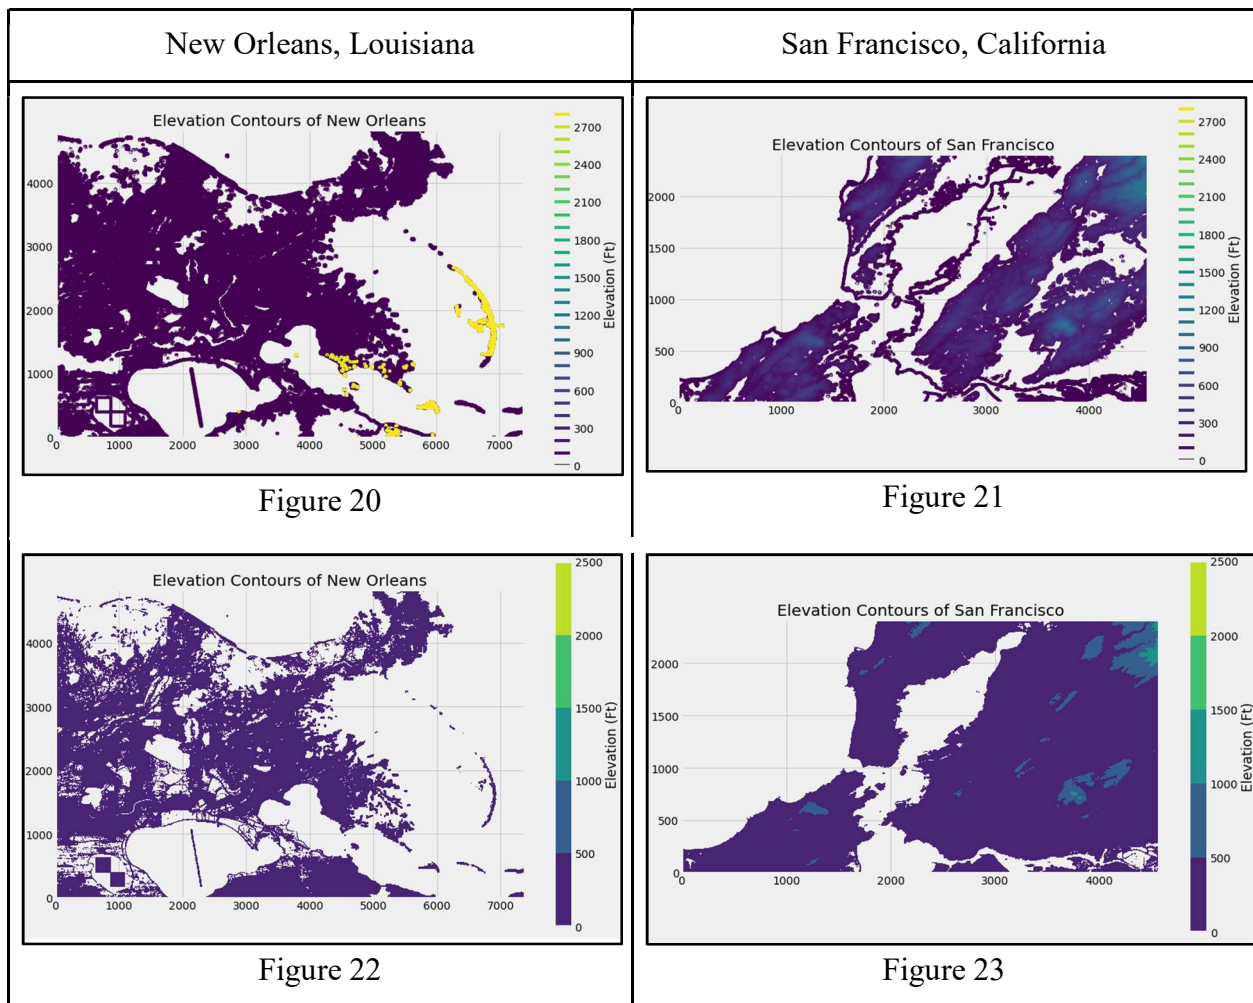 New Orleans, Louisiana
San Francisco, California
Elevation Contours of New Orleans
4000
3000
2000
1000
0
0 1000 2000 3000 4000 5000 6000 7000
2700
2400
2100
1800
1500
1200
900
600
300
0
Elevation (Ft)
Figure 20
Elevation Contours of San Francisco
2000
1500
1000
500
0
0 1000 2000 3000 4000
2700
2400
2100
1800
1500
1200
900
600
300
0
Elevation (Ft)
Figure 21
Elevation Contours of New Orleans
4000
3000
2000
1000
0
0 1000 2000 3000 4000 5000 6000 7000
2500
2000
1500
1000
500
0
Elevation (Ft)
Figure 22
Elevation Contours of San Francisco
2000
1500
1000
500
0
0 1000 2000 3000 4000
2500
2000
1500
1000
500
0
Elevation (Ft)
Figure 23